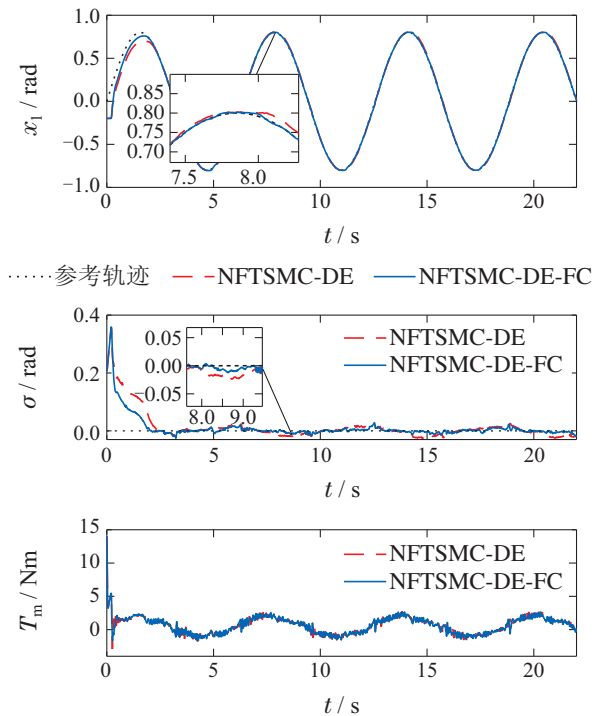 1.0
0.5
0.0
−0.5
−1.0
x1 / rad
0.85
0.80
0.75
0.70
7.5 8.0
0 5 10 15 20
t / s
参考轨迹 NFTSMC-DE NFTSMC-DE-FC
0.4
0.2
0.0
σ / rad
0.05
0.00
−0.05
8.0 9.0
NFTSMC-DE
NFTSMC-DE-FC
0 5 10 15 20
t / s
15
10
5
0
Tm / Nm
NFTSMC-DE
NFTSMC-DE-FC
0 5 10 15 20
t / s